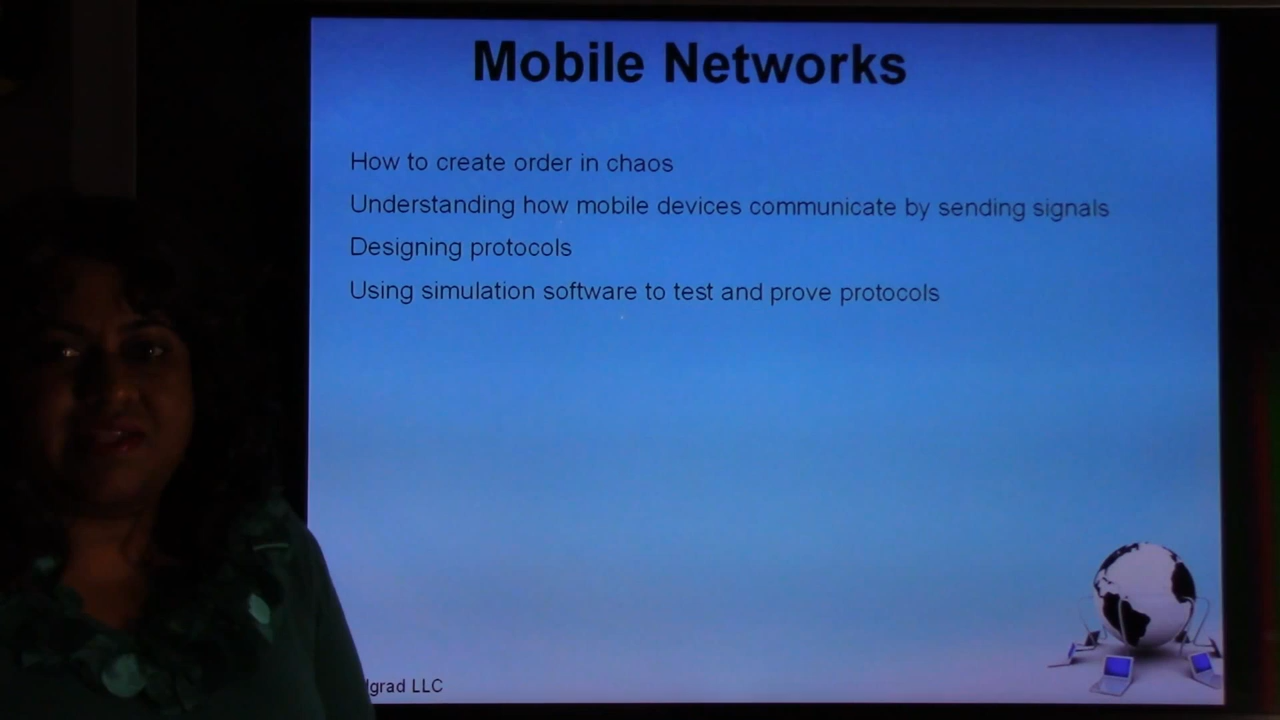 Mobile Networks
How to create order in chaos
Understanding how mobile devices communicate by sending signals
Designing protocols
Using simulation software to test and prove protocols
LLC